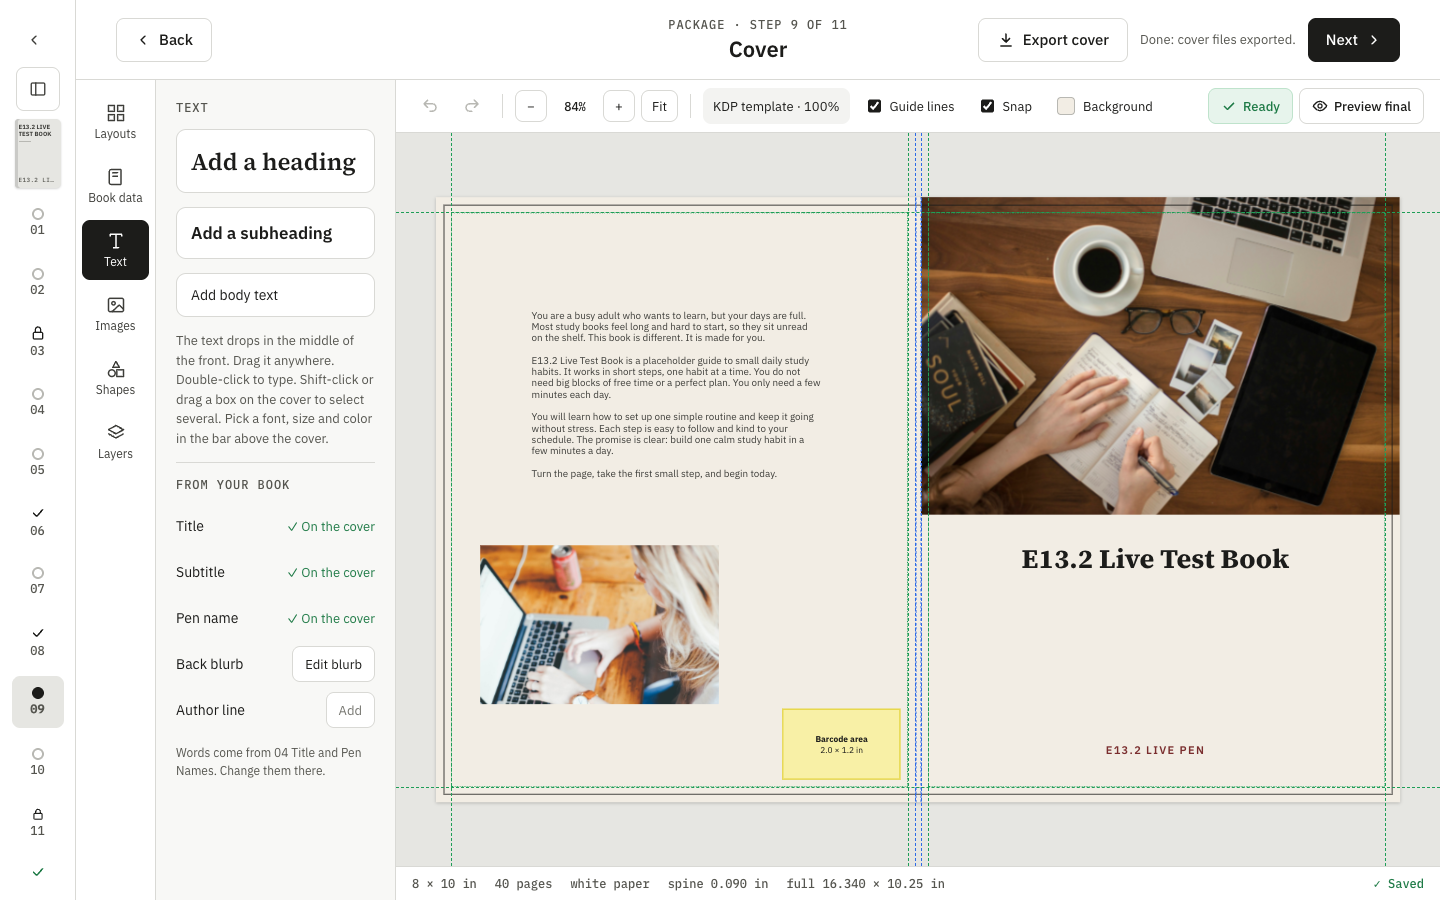 PACKAGE · STEP 9 OF 11
Back
Cover
Export cover
Done: cover files exported.
Next
E13.2 LIVE
TEST BOOK
E13.2 LI…
01
02
03
04
05
06
07
08
09
10
11
Layouts
Book data
Text
Images
Shapes
Layers
TEXT
Add a heading
Add a subheading
Add body text
The text drops in the middle of
the front. Drag it anywhere.
Double-click to type. Shift-click or
drag a box on the cover to select
several. Pick a font, size and color
in the bar above the cover.
FROM YOUR BOOK
Title ✓ On the cover
Subtitle ✓ On the cover
Pen name ✓ On the cover
Back blurb Edit blurb
Author line Add
Words come from 04 Title and Pen
Names. Change them there.
− 84% + Fit
KDP template · 100%
Guide lines
Snap
Background
Ready
Preview final
You are a busy adult who wants to learn, but your days are full.
Most study books feel long and hard to start, so they sit unread
on the shelf. This book is different. It is made for you.
E13.2 Live Test Book is a placeholder guide to small daily study
habits. It works in short steps, one habit at a time. You do not
need big blocks of free time or a perfect plan. You only need a few
minutes each day.
You will learn how to set up one simple routine and keep it going
without stress. Each step is easy to follow and kind to your
schedule. The promise is clear: build one calm study habit in a
few minutes a day.
Turn the page, take the first small step, and begin today.
Barcode area
2.0 × 1.2 in
SOUL
E13.2 Live Test Book
E13.2 LIVE PEN
8 × 10 in 40 pages white paper spine 0.090 in full 16.340 × 10.25 in
✓ Saved